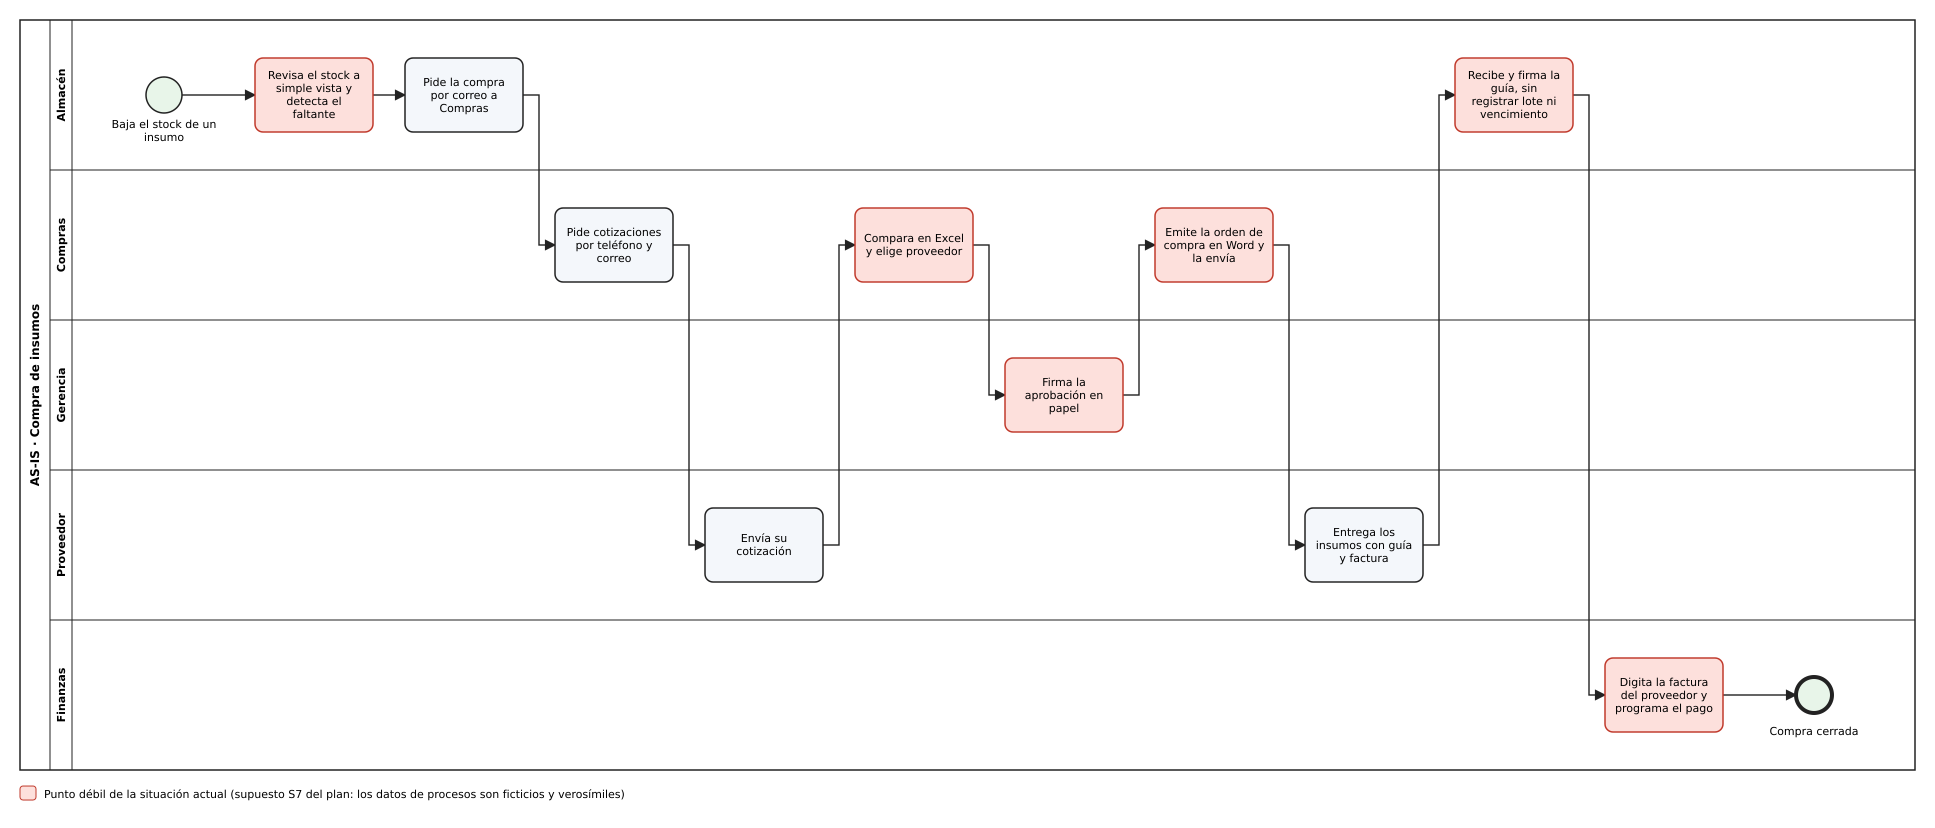 AS-IS · Compra de insumos
Almacén
Baja el stock de un
insumo
Revisa el stock a
simple vista y
detecta el
faltante
Pide la compra
por correo a
Compras
Recibe y firma la
guía, sin
registrar lote ni
vencimiento
Compras
Pide cotizaciones
por teléfono y
correo
Compara en Excel
y elige proveedor
Emite la orden de
compra en Word y
la envía
Gerencia
Firma la
aprobación en
papel
Proveedor
Envía su
cotización
Entrega los
insumos con guía
y factura
Finanzas
Digita la factura
del proveedor y
programa el pago
Compra cerrada
Punto débil de la situación actual (supuesto S7 del plan: los datos de procesos son ficticios y verosímiles)